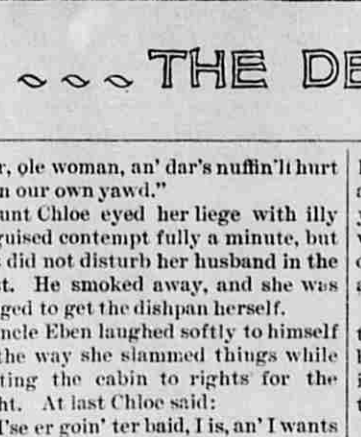 THE DE
r, ole woman, an' dar's nuffin'll hurt
n our own yawd."
unt Chloe eyed her liege with illy
guised contempt fully a minute, but
did not disturb her husband in the
st. He smoked away, and she was
ged to get the dishpan herself.
ncle Eben laughed softly to himself
the way she slammed things while
ting the cabin to rights for the
ht. At last Chloe said:
I'se er goin' ter baid, I is, an' I wants